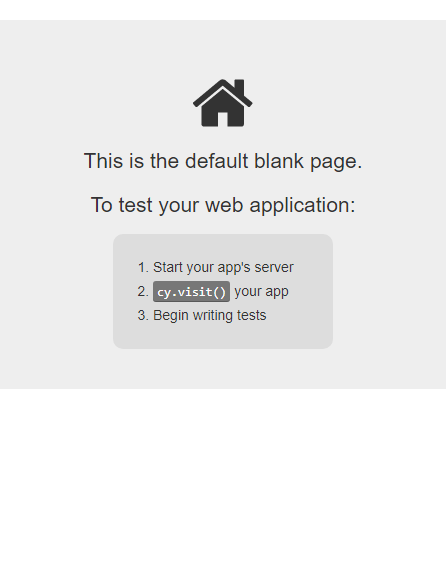 This is the default blank page.
To test your web application:
1. Start your app's server
2. cy.visit() your app
3. Begin writing tests